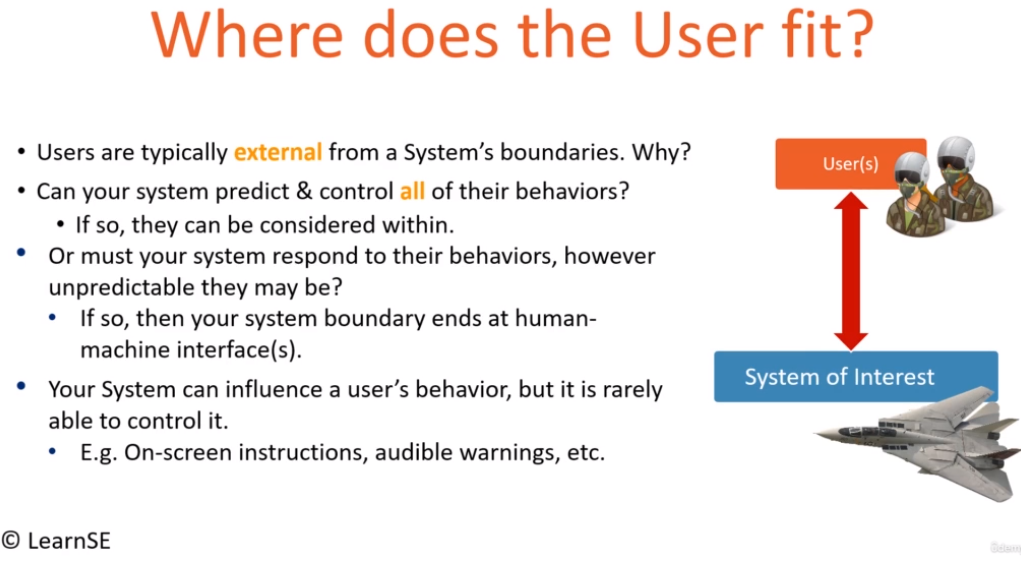 Where does the User fit?
• Users are typically external from a System's boundaries. Why?
• Can your system predict & control all of their behaviors?
• If so, they can be considered within.
• Or must your system respond to their behaviors, however
unpredictable they may be?
• If so, then your system boundary ends at human-
machine interface(s).
• Your System can influence a user's behavior, but it is rarely
able to control it.
• E.g. On-screen instructions, audible warnings, etc.
User(s)
System of Interest
© LearnSE